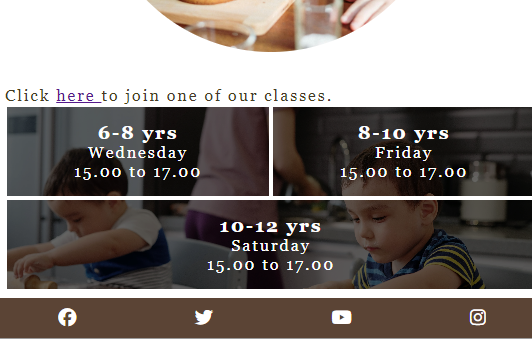 Click here to join one of our classes.
6-8 yrs
Wednesday
15.00 to 17.00
8-10 yrs
Friday
15.00 to 17.00
10-12 yrs
Saturday
15.00 to 17.00